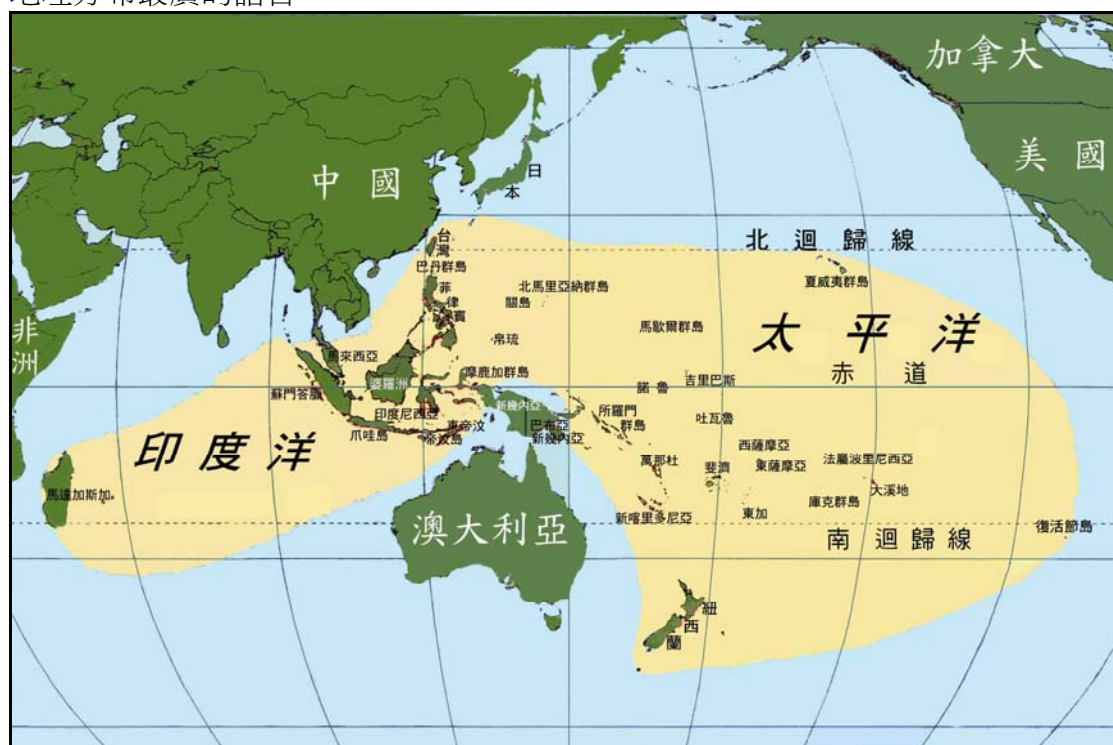 地理分布最廣的語言
加拿大
美國
中國
日本
台灣
北迴歸線
巴丹群島
夏威夷群島
菲律賓
北馬里亞納群島
關島
非洲
馬歇爾群島
太平洋
帛琉
馬來西亞
摩鹿加群島
赤道
婆羅洲
吉里巴斯
諾魯
蘇門答臘
新幾內亞
所羅門
群島
印度尼西亞
吐瓦魯
東帝汶
巴布亞
新幾內亞
爪哇島
帝汶島
印度洋
西薩摩亞
萬那杜
斐濟
東薩摩亞
法屬波里尼西亞
馬達加斯加
大溪地
庫克群島
新喀里多尼亞
東加
澳大利亞
復活節島
南迴歸線
紐西蘭